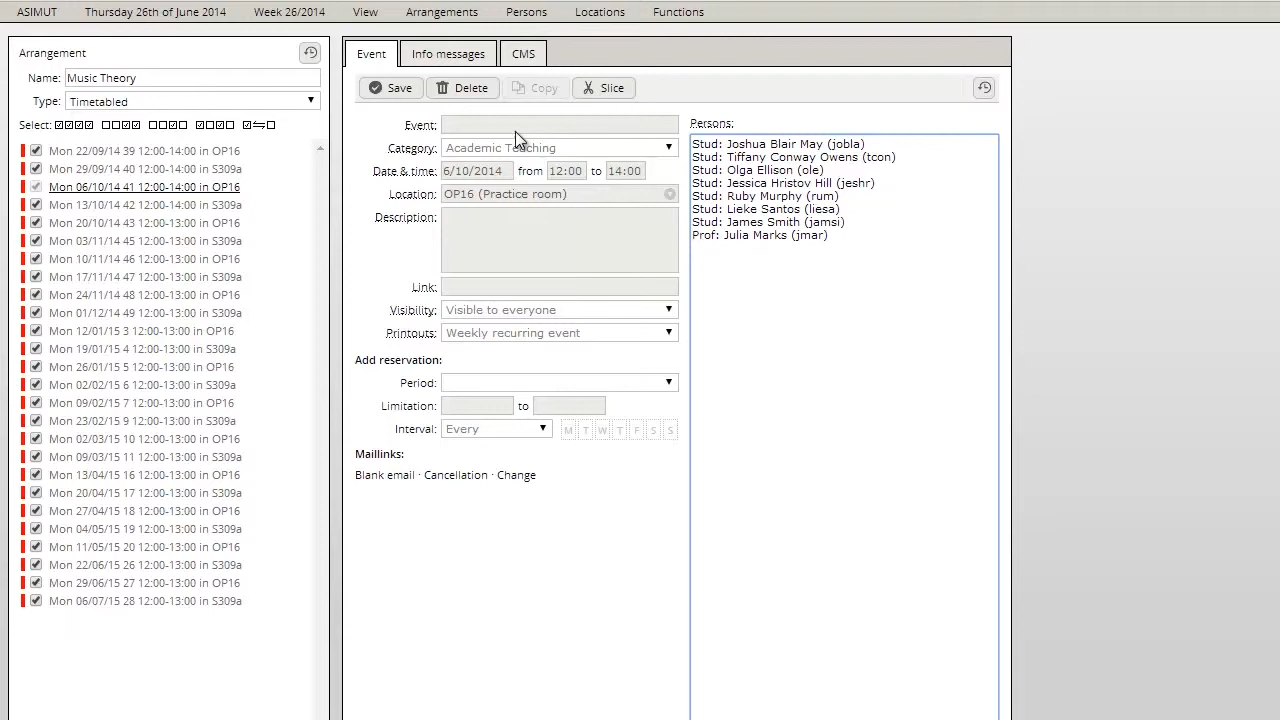 ASIMUT Thursday 26th of June 2014 Week 26/2014 View Arrangements Persons Locations Functions
Arrangement
Name: Music Theory
Type: Timetabled
Select:
Mon 22/09/14 39 12:00-14:00 in OP16
Mon 29/09/14 40 12:00-14:00 in S309a
Mon 06/10/14 41 12:00-14:00 in OP16
Mon 13/10/14 42 12:00-14:00 in S309a
Mon 20/10/14 43 12:00-13:00 in OP16
Mon 03/11/14 45 12:00-13:00 in S309a
Mon 10/11/14 46 12:00-13:00 in OP16
Mon 17/11/14 47 12:00-13:00 in S309a
Mon 24/11/14 48 12:00-13:00 in OP16
Mon 01/12/14 49 12:00-13:00 in S309a
Mon 12/01/15 3 12:00-13:00 in OP16
Mon 19/01/15 4 12:00-13:00 in S309a
Mon 26/01/15 5 12:00-13:00 in OP16
Mon 02/02/15 6 12:00-13:00 in S309a
Mon 09/02/15 7 12:00-13:00 in OP16
Mon 23/02/15 9 12:00-13:00 in S309a
Mon 02/03/15 10 12:00-13:00 in OP16
Mon 09/03/15 11 12:00-13:00 in S309a
Mon 13/04/15 16 12:00-13:00 in OP16
Mon 20/04/15 17 12:00-13:00 in S309a
Mon 27/04/15 18 12:00-13:00 in OP16
Mon 04/05/15 19 12:00-13:00 in S309a
Mon 11/05/15 20 12:00-13:00 in OP16
Mon 22/06/15 26 12:00-13:00 in S309a
Mon 29/06/15 27 12:00-13:00 in OP16
Mon 06/07/15 28 12:00-13:00 in S309a
Event Info messages CMS
Save Delete Copy Slice
Event:
Category: Academic Teaching
Date & time: 6/10/2014 from 12:00 to 14:00
Location: OP16 (Practice room)
Description:
Link:
Visibility: Visible to everyone
Printouts: Weekly recurring event
Add reservation:
Period:
Limitation: to
Interval: Every M T W T F S S
Maillinks:
Blank email · Cancellation · Change
Persons:
Stud: Joshua Blair May (jobla)
Stud: Tiffany Conway Owens (tcon)
Stud: Olga Ellison (ole)
Stud: Jessica Hristov Hill (jeshr)
Stud: Ruby Murphy (rum)
Stud: Lieke Santos (liesa)
Stud: James Smith (jamsi)
Prof: Julia Marks (jmar)